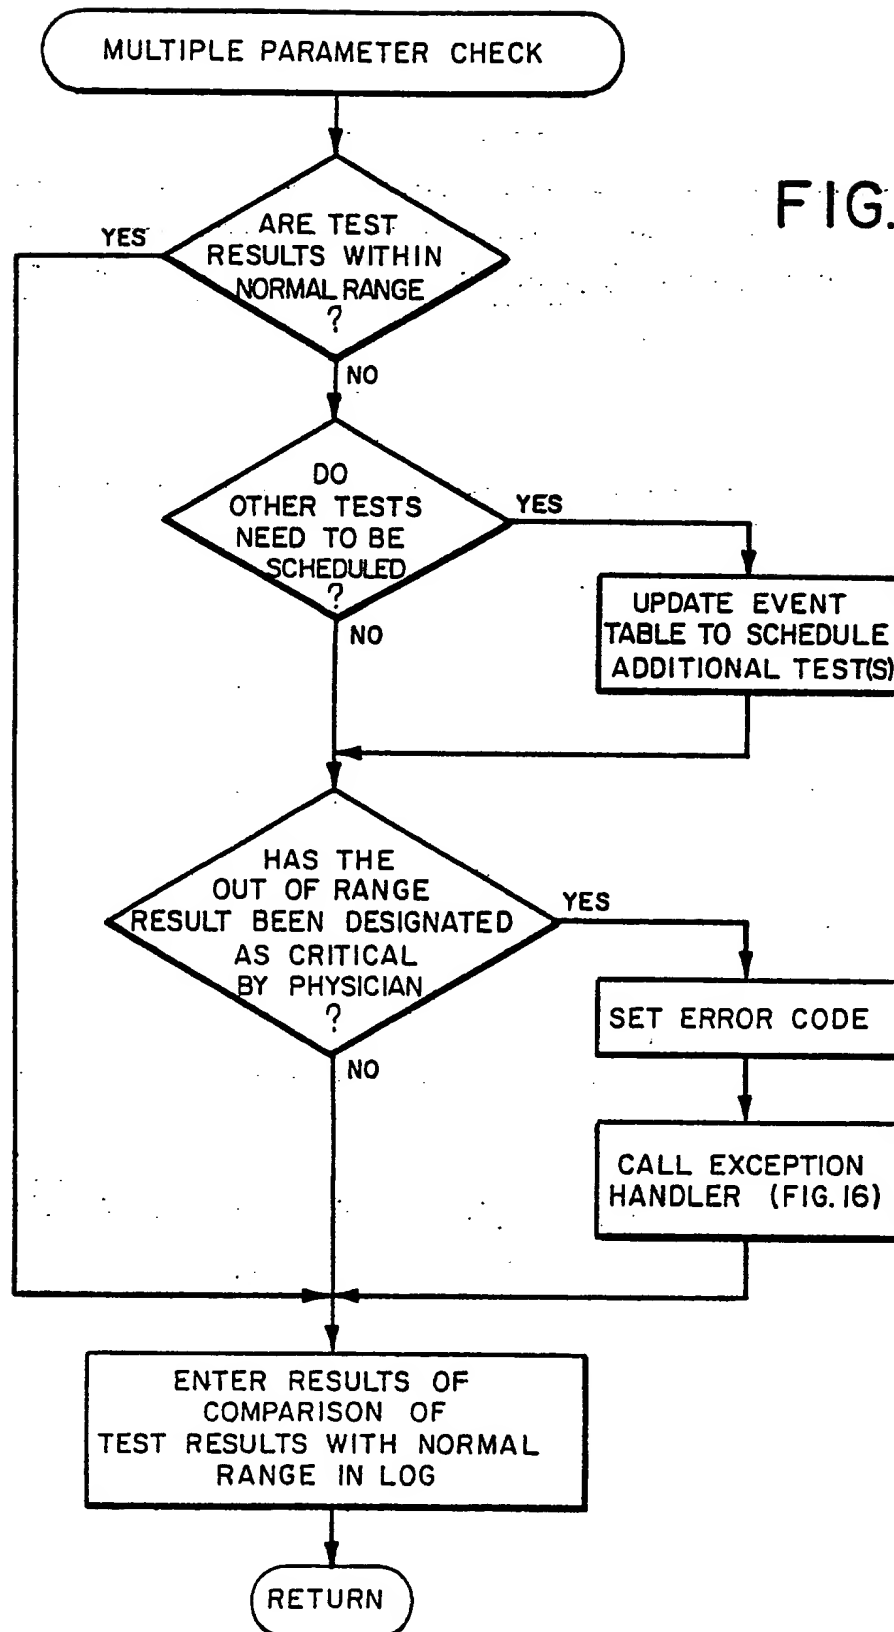 MULTIPLE PARAMETER CHECK
FIG.
ARE TEST
RESULTS WITHIN
NORMAL RANGE
?
YES
NO
DO
OTHER TESTS
NEED TO BE
SCHEDULED
?
YES
NO
UPDATE EVENT
TABLE TO SCHEDULE
ADDITIONAL TEST(S)
HAS THE
OUT OF RANGE
RESULT BEEN DESIGNATED
AS CRITICAL
BY PHYSICIAN
?
YES
NO
SET ERROR CODE
CALL EXCEPTION
HANDLER (FIG. 16)
ENTER RESULTS OF
COMPARISON OF
TEST RESULTS WITH NORMAL
RANGE IN LOG
RETURN